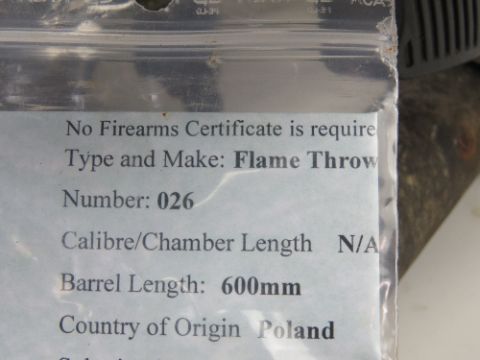 No Firearms Certificate is require
Type and Make: Flame Throw
Number: 026
Calibre/Chamber Length N/A
Barrel Length: 600mm
Country of Origin Poland